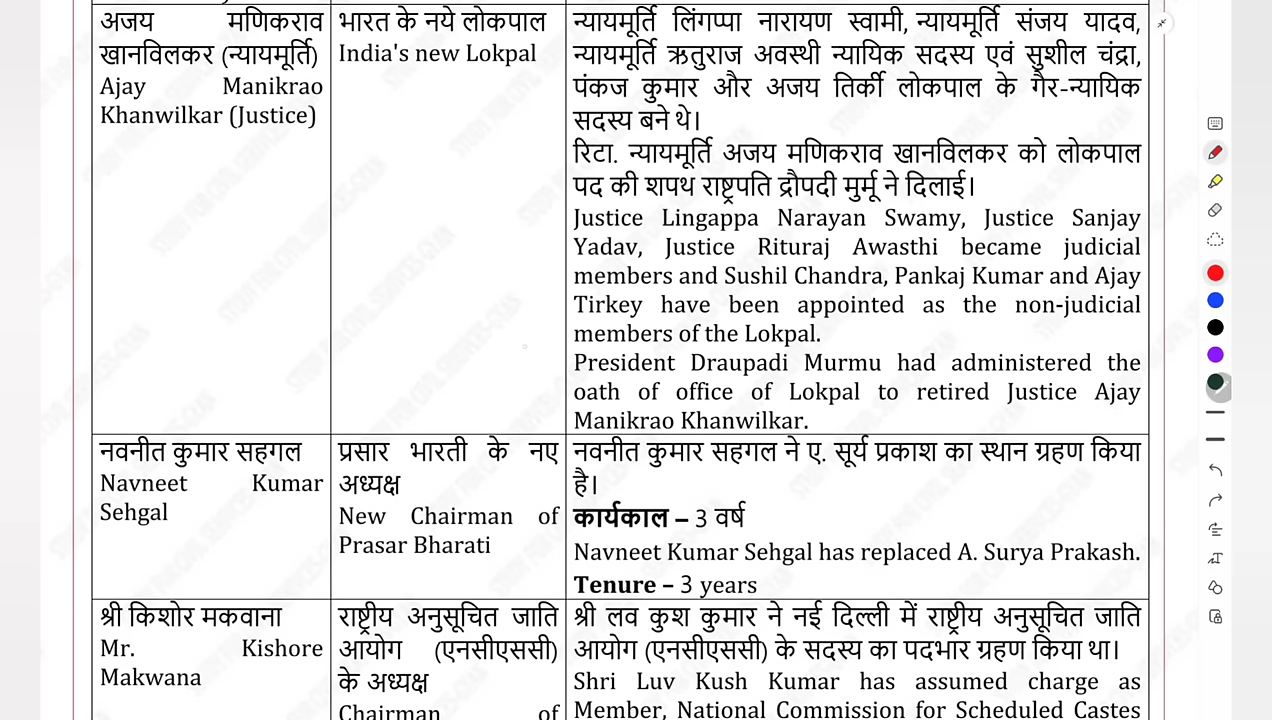 अजय मणिकराव
खानविलकर (न्यायमूर्ति)
Ajay Manikrao
Khanwilkar (Justice)
भारत के नये लोकपाल
India's new Lokpal
न्यायमूर्ति लिंगप्पा नारायण स्वामी, न्यायमूर्ति संजय यादव,
न्यायमूर्ति ऋतुराज अवस्थी न्यायिक सदस्य एवं सुशील चंद्रा,
पंकज कुमार और अजय तिर्की लोकपाल के गैर-न्यायिक
सदस्य बने थे।
रिटा. न्यायमूर्ति अजय मणिकराव खानविलकर को लोकपाल
पद की शपथ राष्ट्रपति द्रौपदी मुर्मू ने दिलाई।
Justice Lingappa Narayan Swamy, Justice Sanjay
Yadav, Justice Rituraj Awasthi became judicial
members and Sushil Chandra, Pankaj Kumar and Ajay
Tirkey have been appointed as the non-judicial
members of the Lokpal.
President Draupadi Murmu had administered the
oath of office of Lokpal to retired Justice Ajay
Manikrao Khanwilkar.
नवनीत कुमार सहगल
Navneet Kumar
Sehgal
प्रसार भारती के नए
अध्यक्ष
New Chairman of
Prasar Bharati
नवनीत कुमार सहगल ने ए. सूर्य प्रकाश का स्थान ग्रहण किया
है।
कार्यकाल – 3 वर्ष
Navneet Kumar Sehgal has replaced A. Surya Prakash.
Tenure – 3 years
श्री किशोर मकवाना
Mr. Kishore
Makwana
राष्ट्रीय अनुसूचित जाति
आयोग (एनसीएससी)
के अध्यक्ष
Chairman of
श्री लव कुश कुमार ने नई दिल्ली में राष्ट्रीय अनुसूचित जाति
आयोग (एनसीएससी) के सदस्य का पदभार ग्रहण किया था।
Shri Luv Kush Kumar has assumed charge as
Member, National Commission for Scheduled Castes